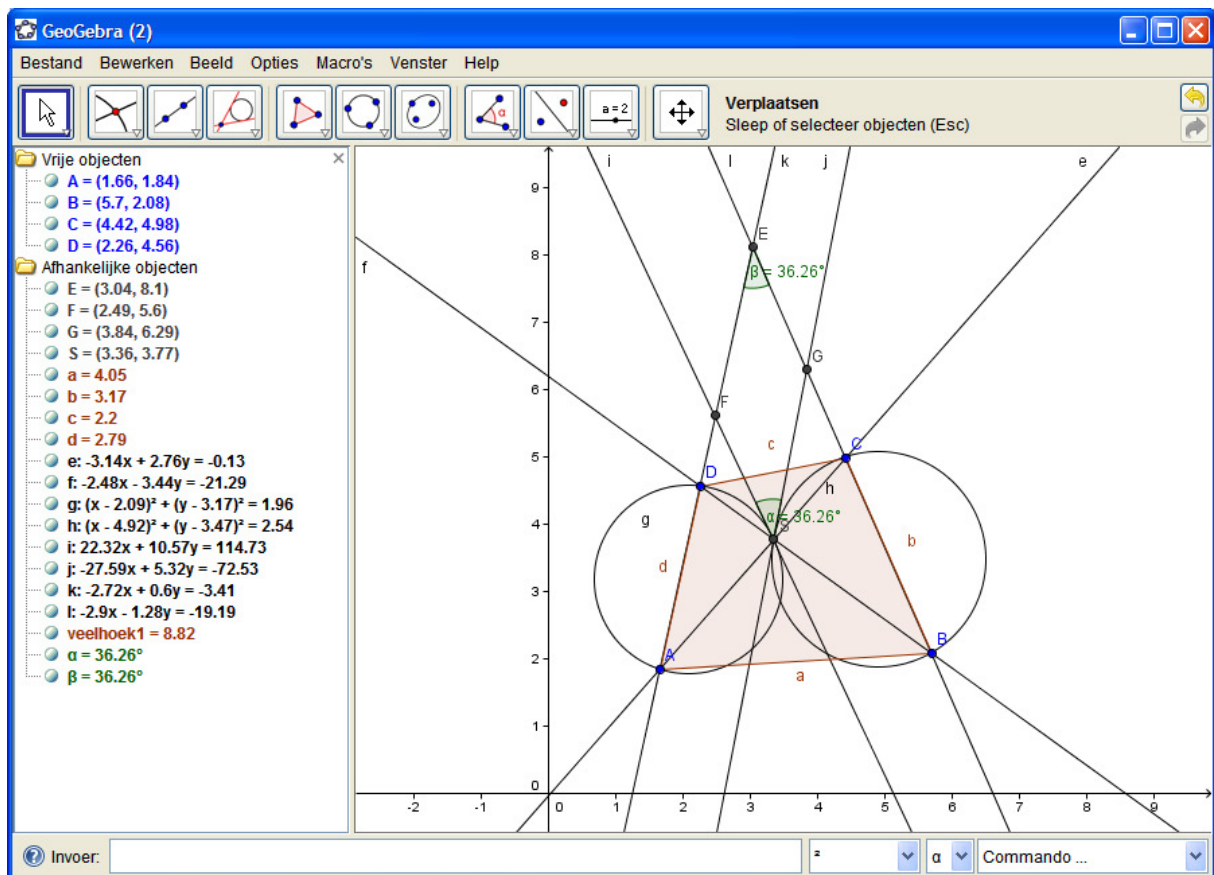 GeoGebra (2)
Bestand Bewerken Beeld Opties Macro's Venster Help
a = 2
α
Verplaatsen
Sleep of selecteer objecten (Esc)
Vrije objecten
A = (1.66, 1.84)
B = (5.7, 2.08)
C = (4.42, 4.98)
D = (2.26, 4.56)
Afhankelijke objecten
E = (3.04, 8.1)
F = (2.49, 5.6)
G = (3.84, 6.29)
S = (3.36, 3.77)
a = 4.05
b = 3.17
c = 2.2
d = 2.79
e: -3.14x + 2.76y = -0.13
f: -2.48x - 3.44y = -21.29
g: (x - 2.09)² + (y - 3.17)² = 1.96
h: (x - 4.92)² + (y - 3.47)² = 2.54
i: 22.32x + 10.57y = 114.73
j: -27.59x + 5.32y = -72.53
k: -2.72x + 0.6y = -3.41
l: -2.9x - 1.28y = -19.19
veelhoek1 = 8.82
α = 36.26°
β = 36.26°
i l k j e
9
E
8
f
β = 36.26°
7
G
6
F
c
C
5
D
h
g
4
α = 36.26°
S
b
d
3
B
2
A
a
1
0
-2 -1 0 1 2 3 4 5 6 7 8 9
Invoer:
²
α
Commando ...